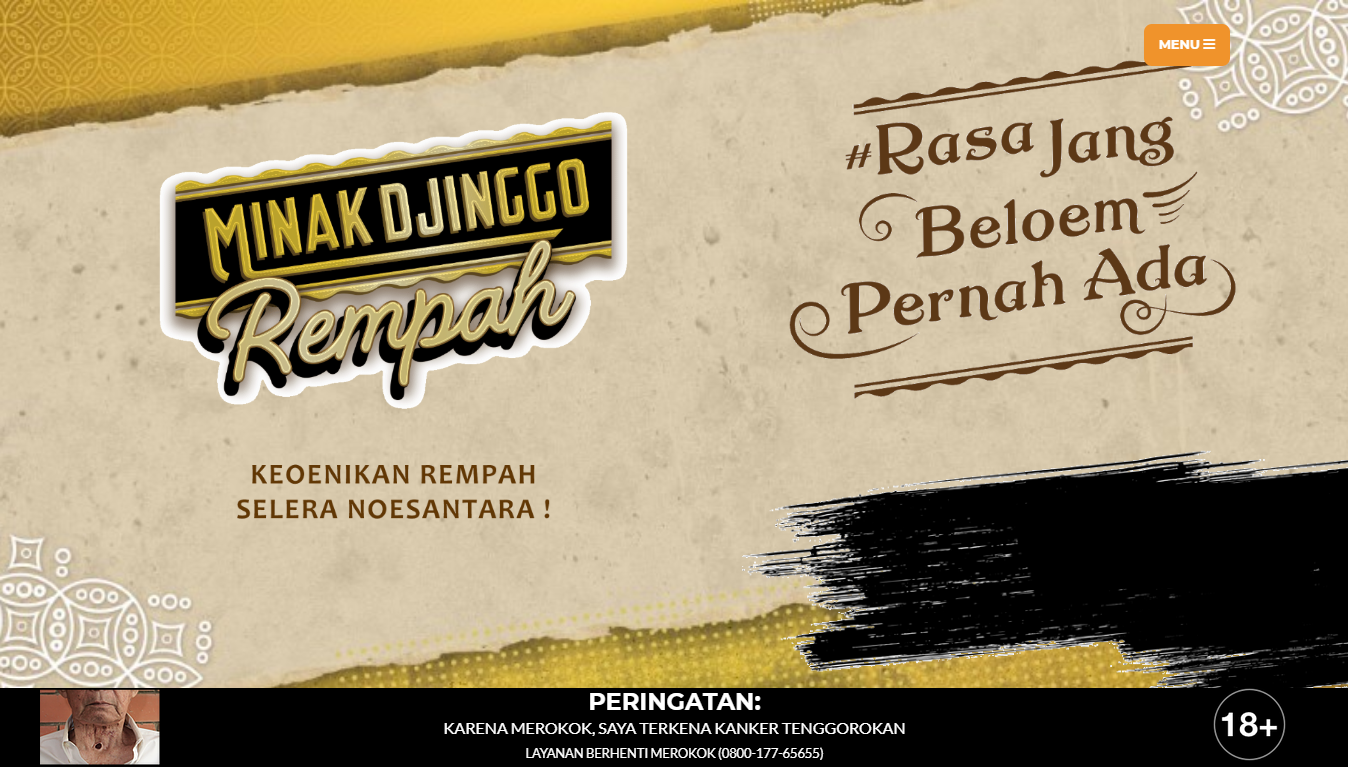 MENU
MINAK DJINGGO
Rempah
#Rasa Jang
Beloem
Pernah Ada
KEOENIKAN REMPAH
SELERA NOESANTARA !
PERINGATAN:
KARENA MEROKOK, SAYA TERKENA KANKER TENGGOROKAN
LAYANAN BERHENTI MEROKOK (0800-177-65655)
18+